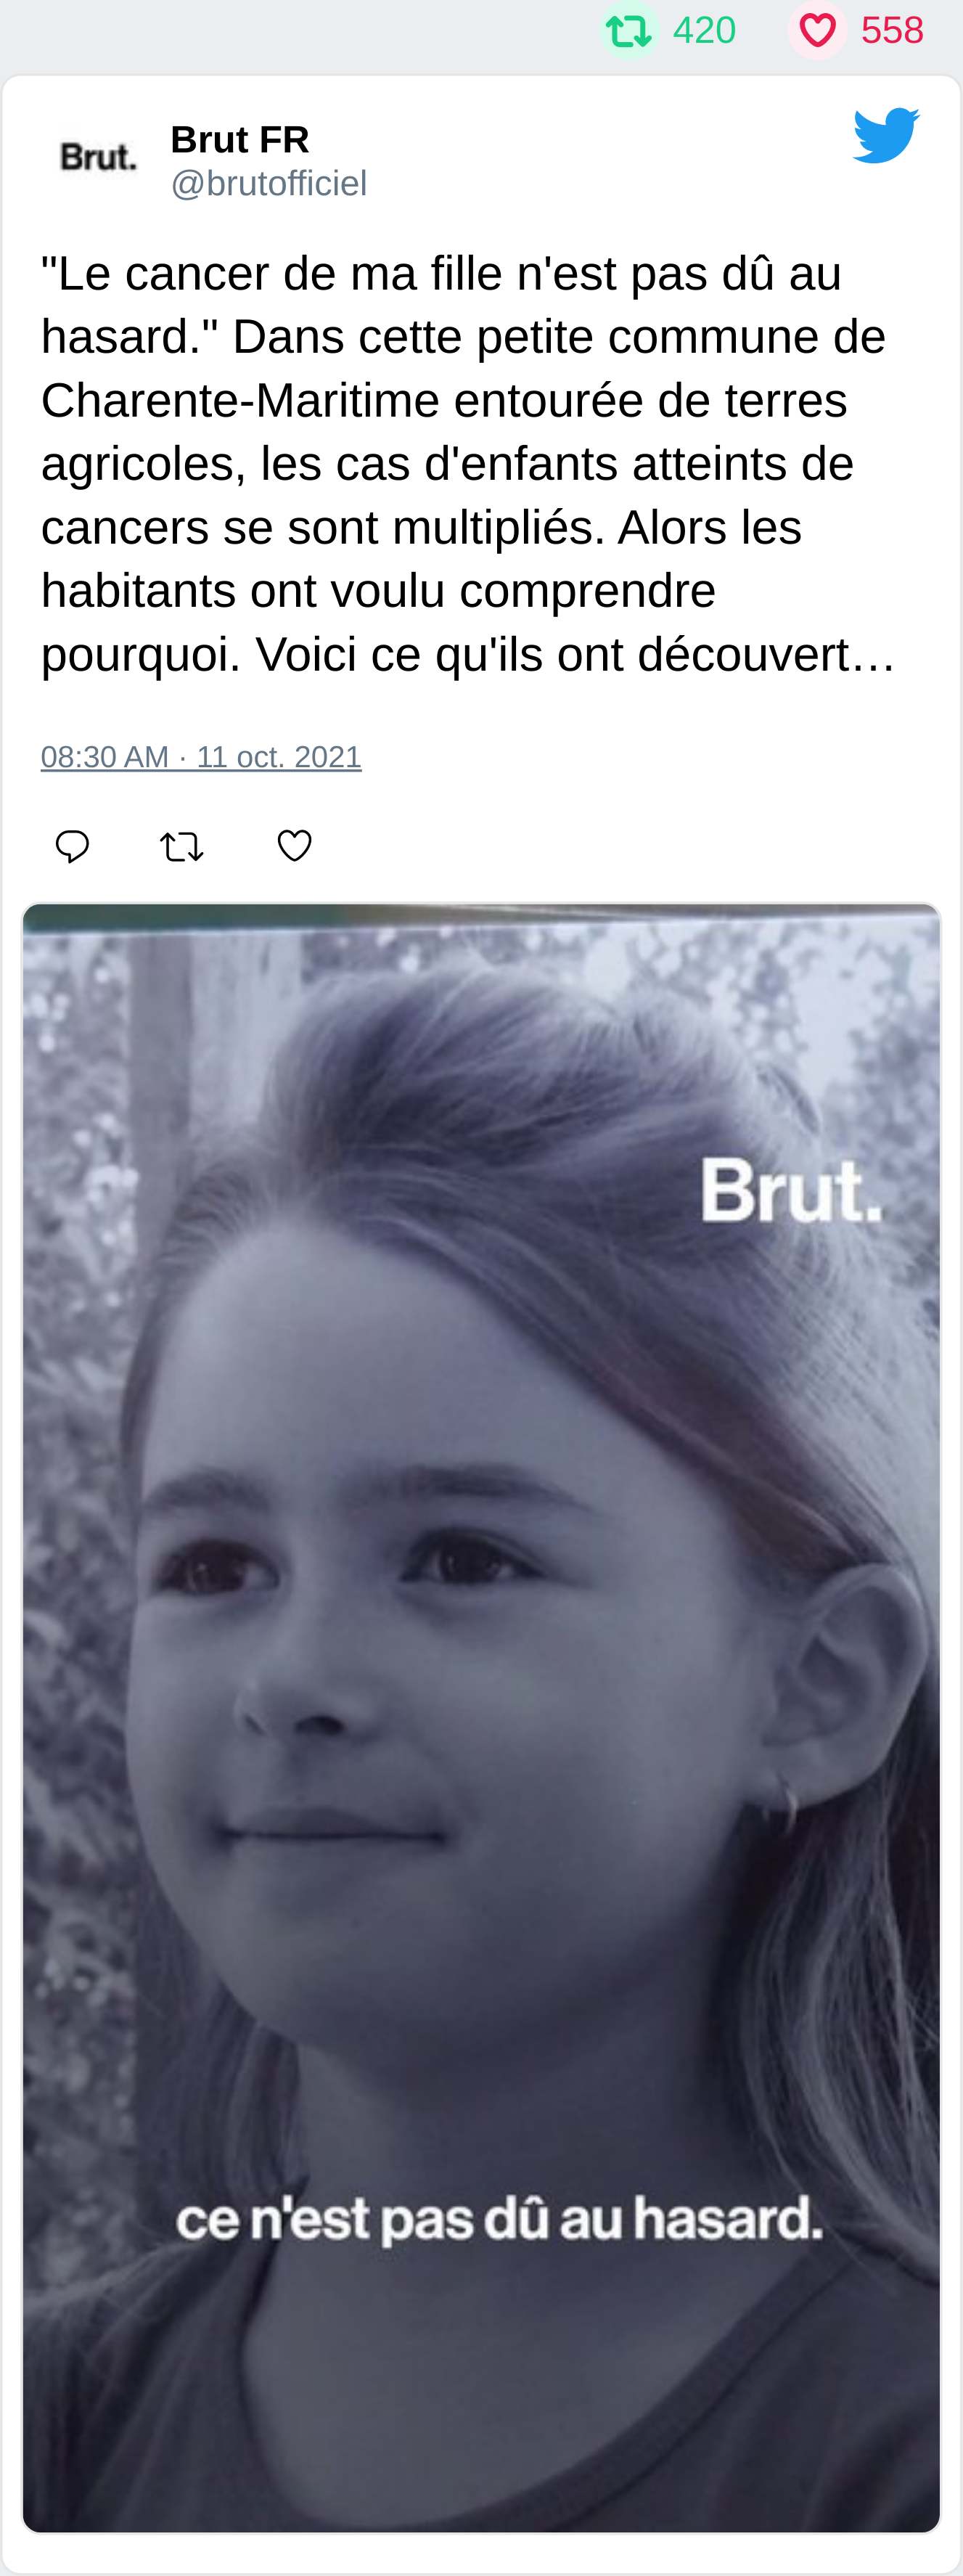 420 558
Brut.
Brut FR
@brutofficiel
"Le cancer de ma fille n'est pas dû au
hasard." Dans cette petite commune de
Charente-Maritime entourée de terres
agricoles, les cas d'enfants atteints de
cancers se sont multipliés. Alors les
habitants ont voulu comprendre
pourquoi. Voici ce qu'ils ont découvert…
08:30 AM · 11 oct. 2021
Brut.
ce n'est pas dû au hasard.